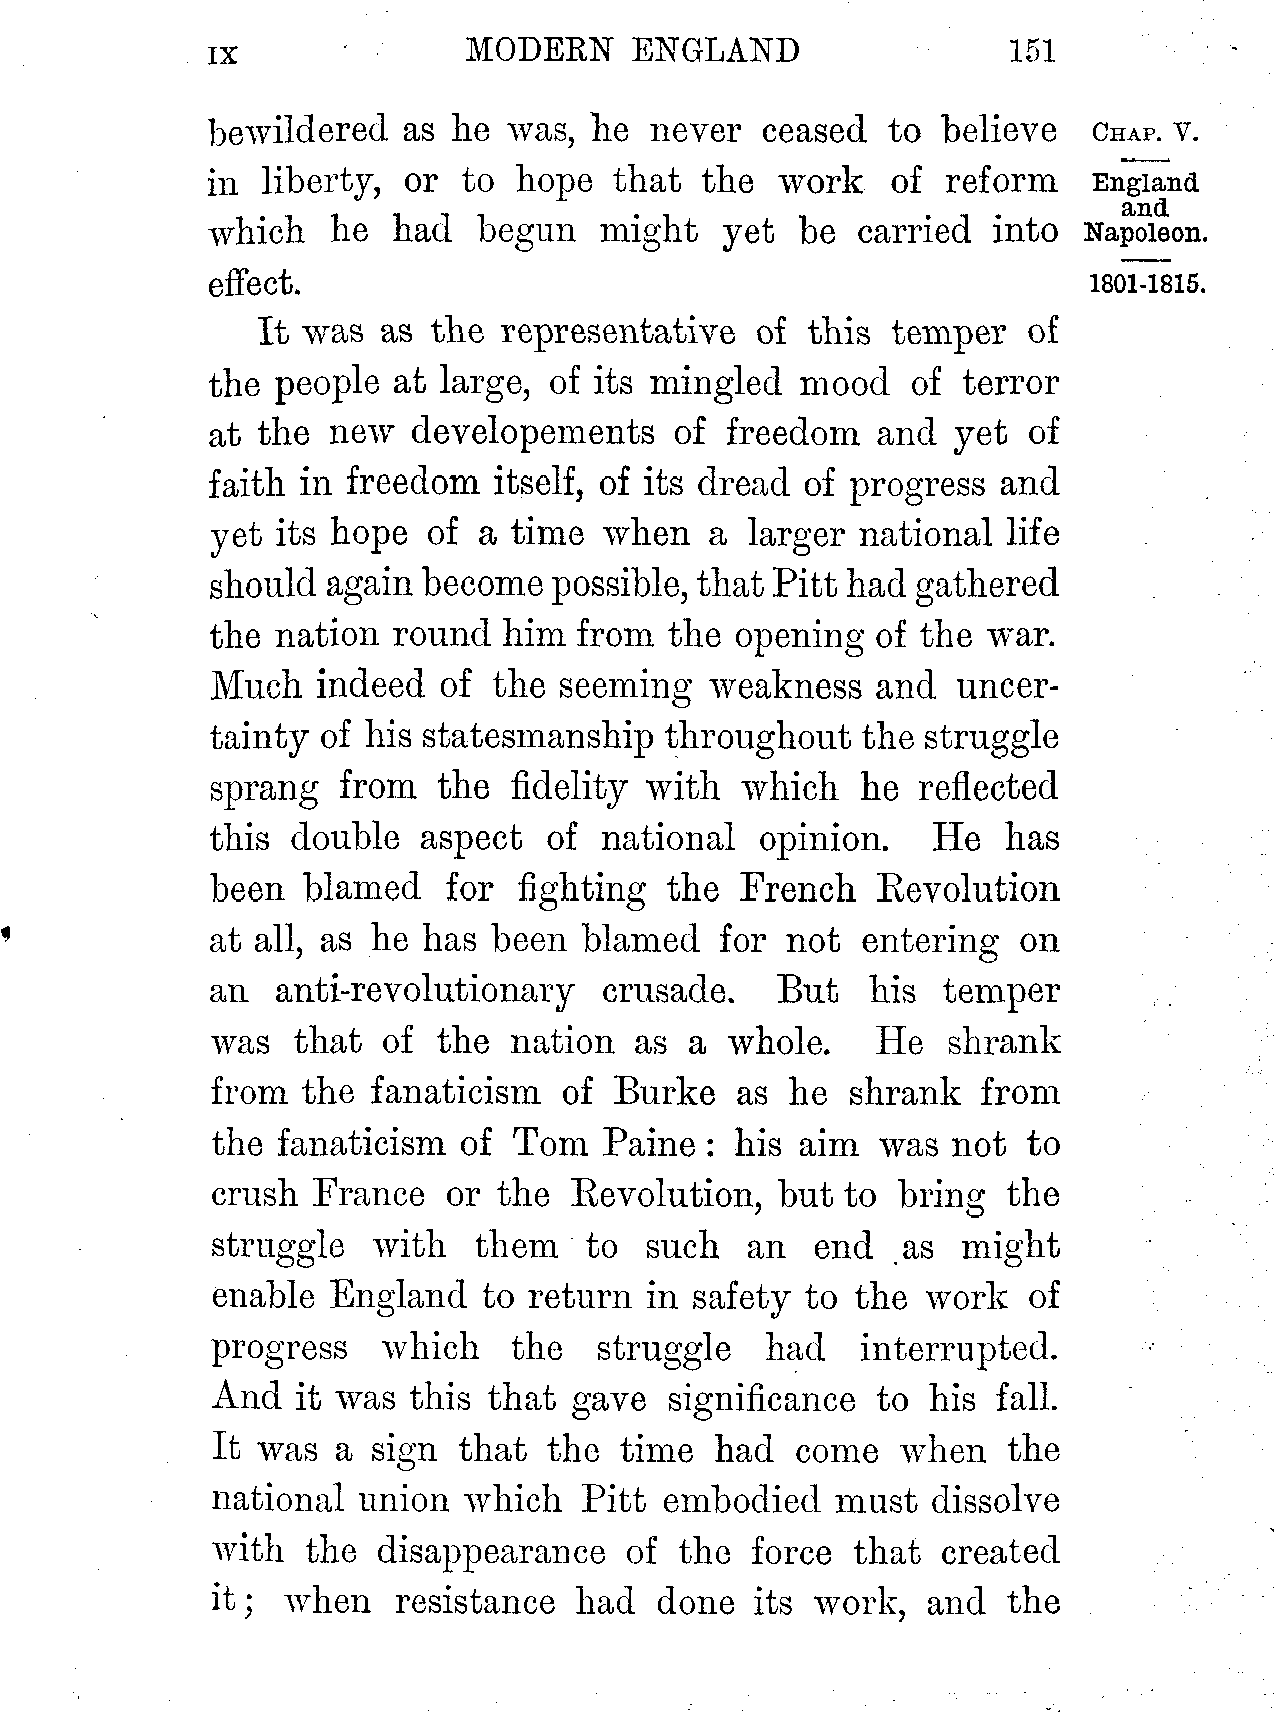 IX MODERN ENGLAND 151
bewildered as he was, he never ceased to believe
in liberty, or to hope that the work of reform
which he had begun might yet be carried into
effect.
CHAP. V.
England
and
Napoleon.
1801-1815.
It was as the representative of this temper of
the people at large, of its mingled mood of terror
at the new developements of freedom and yet of
faith in freedom itself, of its dread of progress and
yet its hope of a time when a larger national life
should again become possible, that Pitt had gathered
the nation round him from the opening of the war.
Much indeed of the seeming weakness and uncer-
tainty of his statesmanship throughout the struggle
sprang from the fidelity with which he reflected
this double aspect of national opinion. He has
been blamed for fighting the French Revolution
at all, as he has been blamed for not entering on
an anti-revolutionary crusade. But his temper
was that of the nation as a whole. He shrank
from the fanaticism of Burke as he shrank from
the fanaticism of Tom Paine : his aim was not to
crush France or the Revolution, but to bring the
struggle with them to such an end as might
enable England to return in safety to the work of
progress which the struggle had interrupted.
And it was this that gave significance to his fall.
It was a sign that the time had come when the
national union which Pitt embodied must dissolve
with the disappearance of the force that created
it ; when resistance had done its work, and the